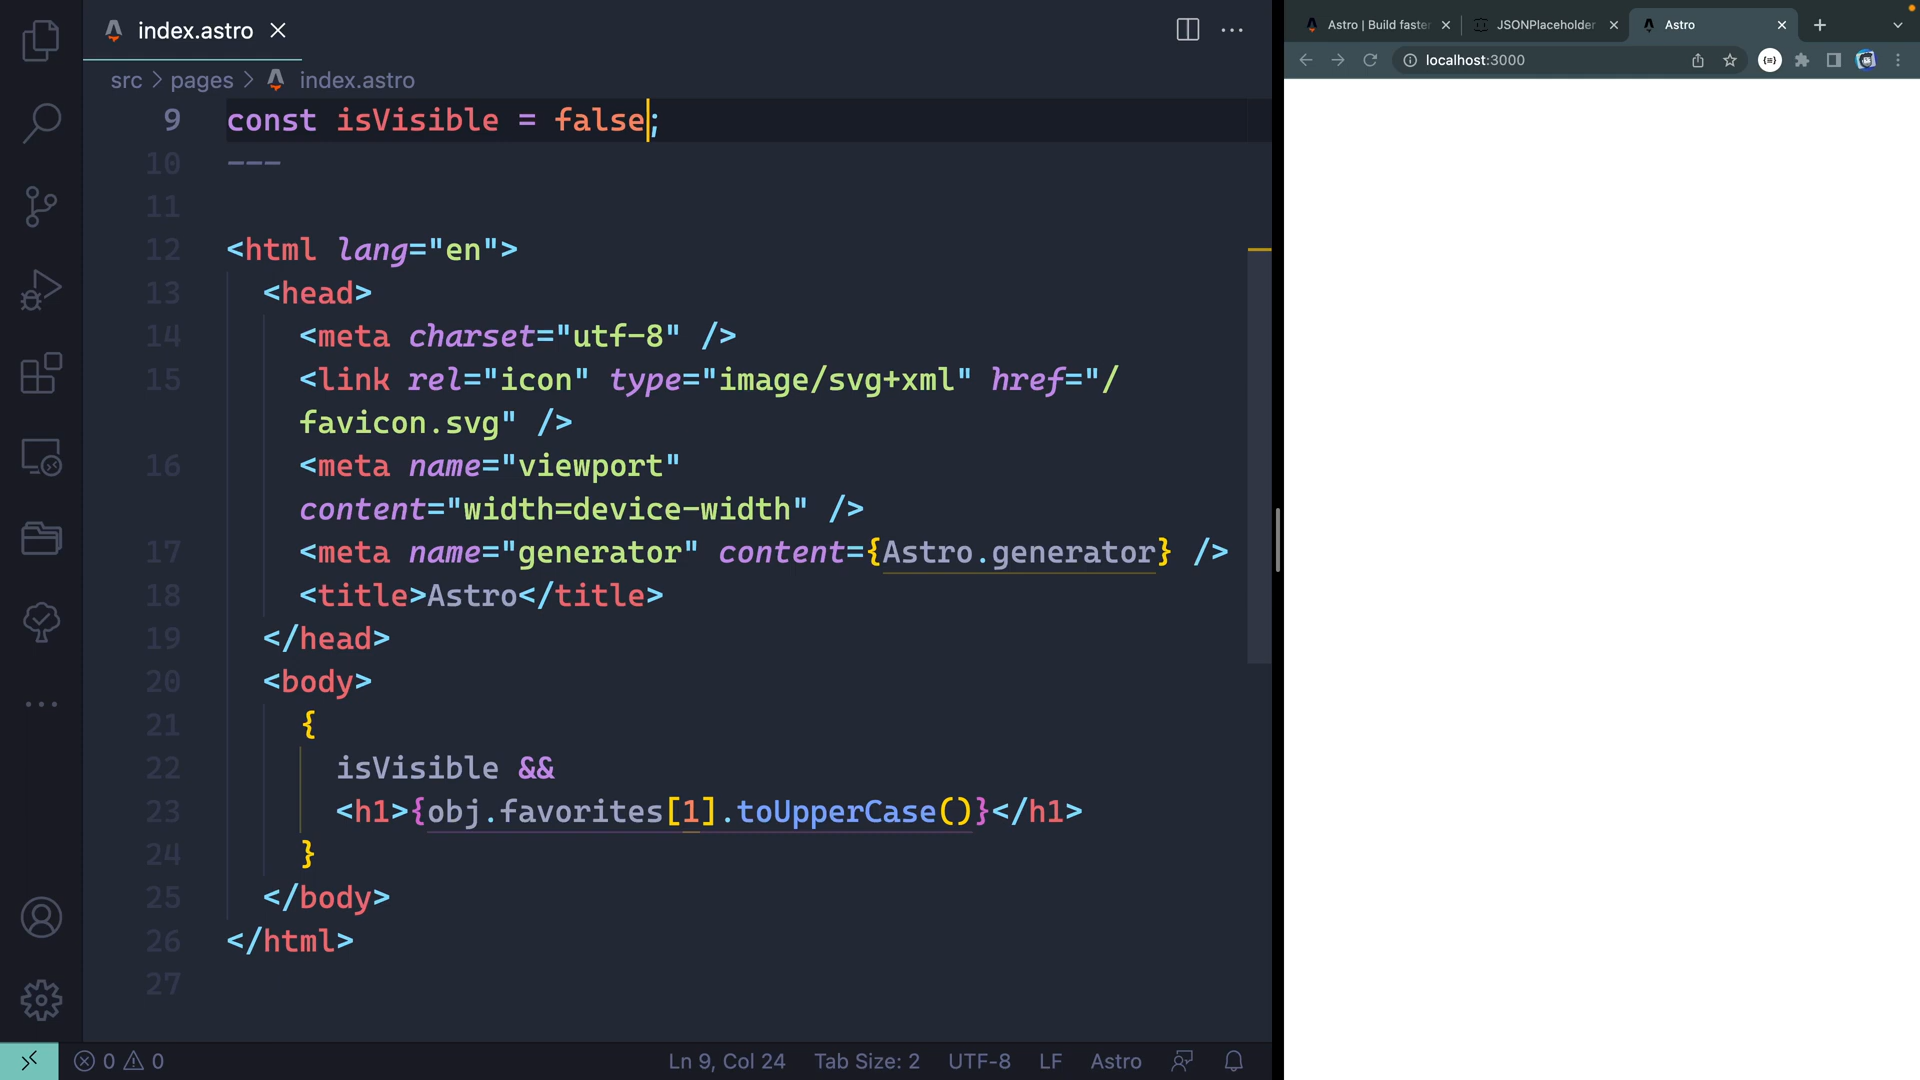 index.astro
src > pages > index.astro
9 const isVisible = false;
10 ---
11
12 <html lang="en">
13 <head>
14 <meta charset="utf-8" />
15 <link rel="icon" type="image/svg+xml" href="/
favicon.svg" />
16 <meta name="viewport"
content="width=device-width" />
17 <meta name="generator" content={Astro.generator} />
18 <title>Astro</title>
19 </head>
20 <body>
21 {
22 isVisible &&
23 <h1>{obj.favorites[1].toUpperCase()}</h1>
24 }
25 </body>
26 </html>
27
0 0 Ln 9, Col 24 Tab Size: 2 UTF-8 LF Astro
Astro | Build faster JSONPlaceholder Astro
localhost:3000